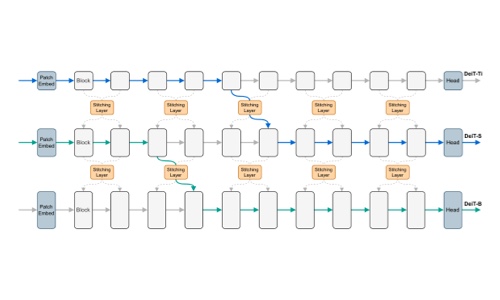 DeiT-Ti
Patch
Embed
Block
Head
Stitching
Layer
Stitching
Layer
Stitching
Layer
Stitching
Layer
Stitching
Layer
DeiT-S
Patch
Embed
Block
Head
Stitching
Layer
Stitching
Layer
Stitching
Layer
Stitching
Layer
Stitching
Layer
DeiT-B
Patch
Embed
Block
Head